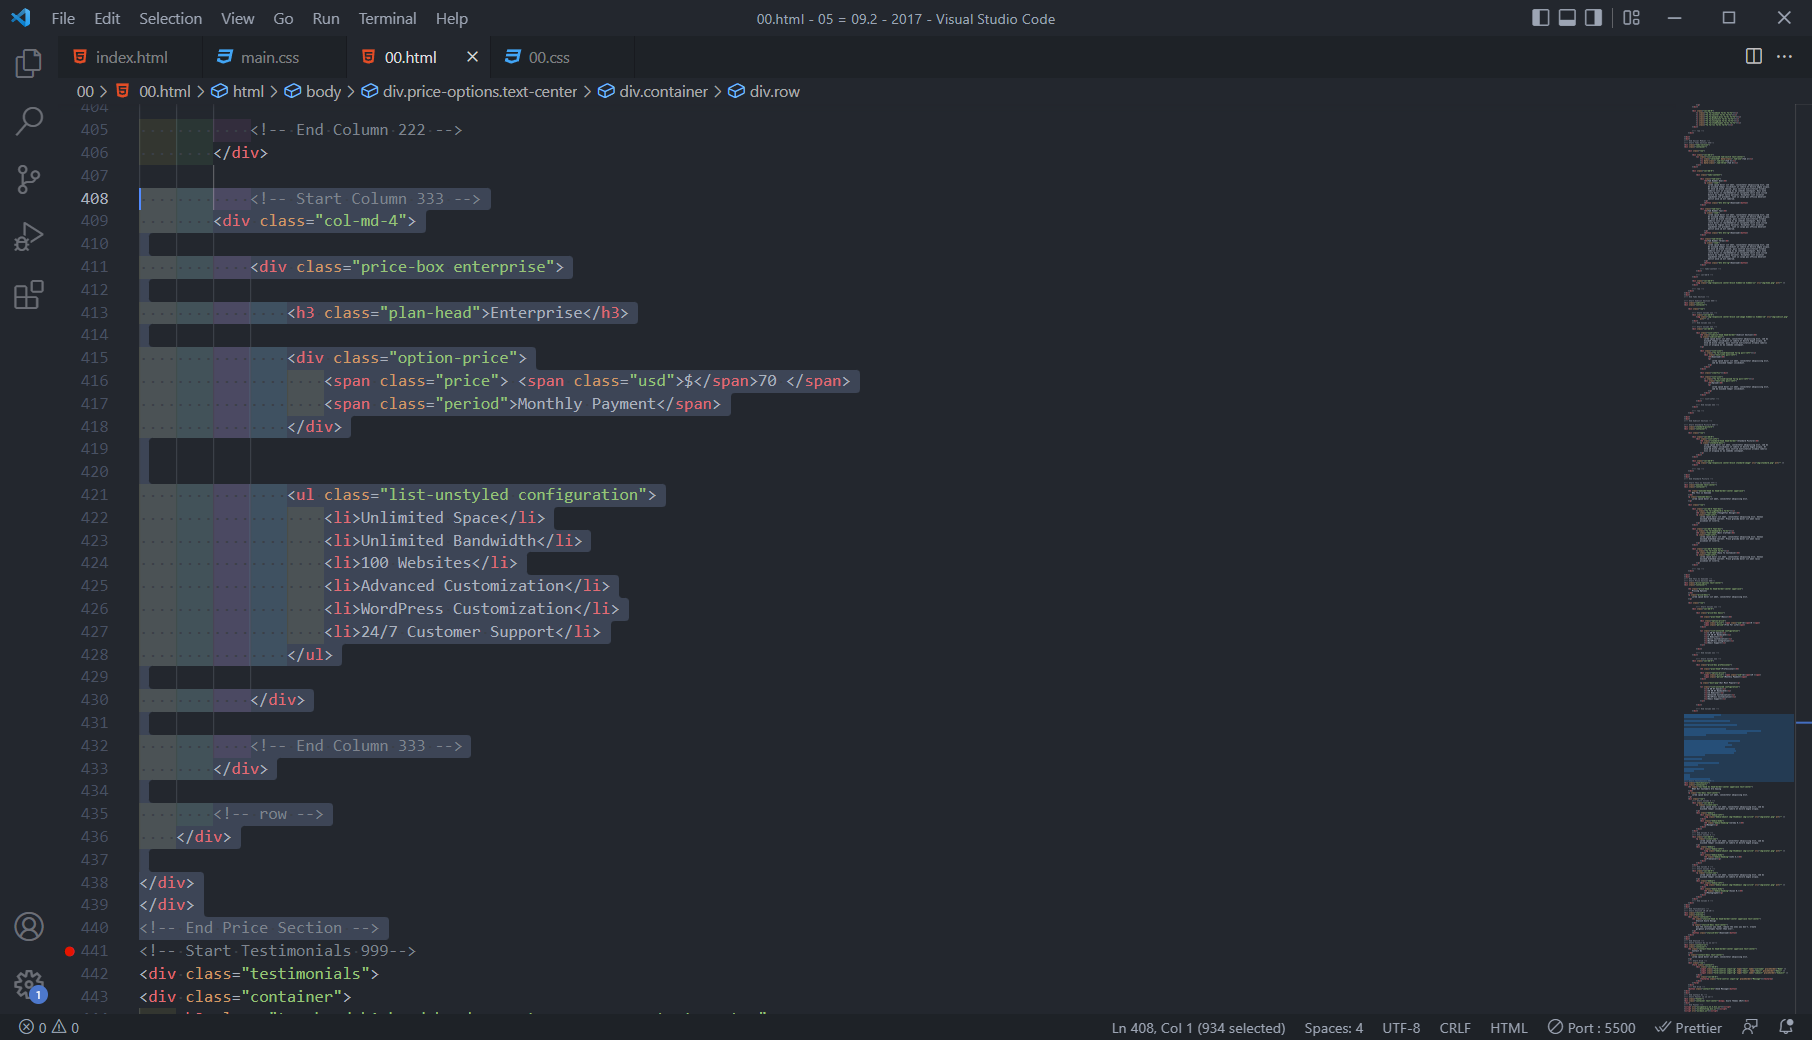 File Edit Selection View Go Run Terminal Help
00.html - 05 = 09.2 - 2017 - Visual Studio Code
index.html main.css 00.html 00.css
00 > 00.html > html > body > div.price-options.text-center > div.container > div.row
404
405 <!-- End Column 222 -->
406 </div>
407
408 <!-- Start Column 333 -->
409 <div class="col-md-4">
410
411 <div class="price-box enterprise">
412
413 <h3 class="plan-head">Enterprise</h3>
414
415 <div class="option-price">
416 <span class="price"> <span class="usd">$</span>70 </span>
417 <span class="period">Monthly Payment</span>
418 </div>
419
420
421 <ul class="list-unstyled configuration">
422 <li>Unlimited Space</li>
423 <li>Unlimited Bandwidth</li>
424 <li>100 Websites</li>
425 <li>Advanced Customization</li>
426 <li>WordPress Customization</li>
427 <li>24/7 Customer Support</li>
428 </ul>
429
430 </div>
431
432 <!-- End Column 333 -->
433 </div>
434
435 <!-- row -->
436 </div>
437
438 </div>
439 </div>
440 <!-- End Price Section -->
441 <!-- Start Testimonials 999-->
442 <div class="testimonials">
443 <div class="container">
1
0 0
Ln 408, Col 1 (934 selected) Spaces: 4 UTF-8 CRLF HTML Port : 5500 Prettier